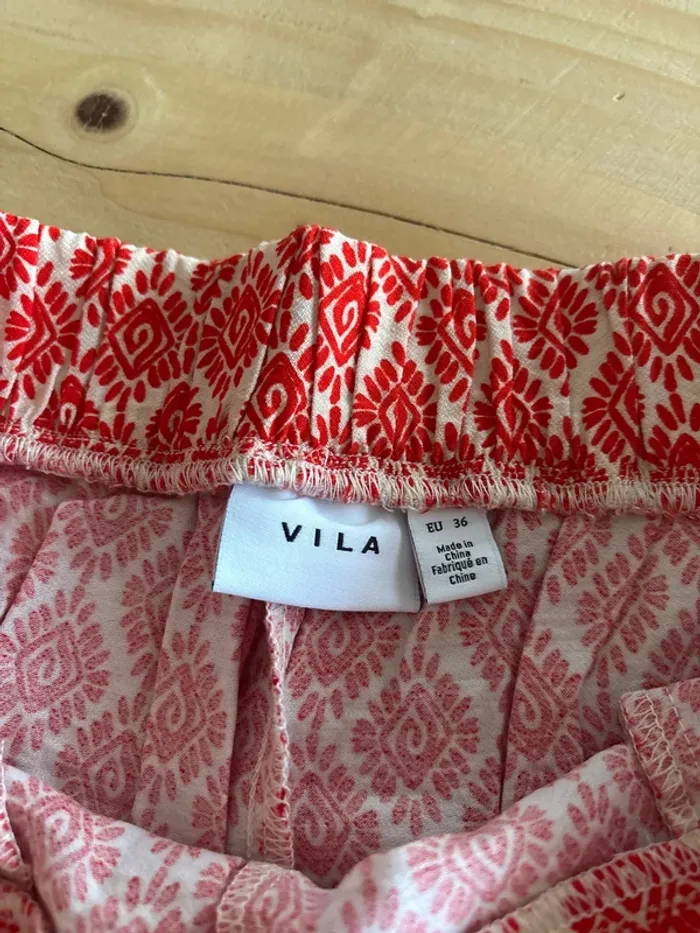 VILA
EU 36
Made in
China
Fabriqué en
Chine